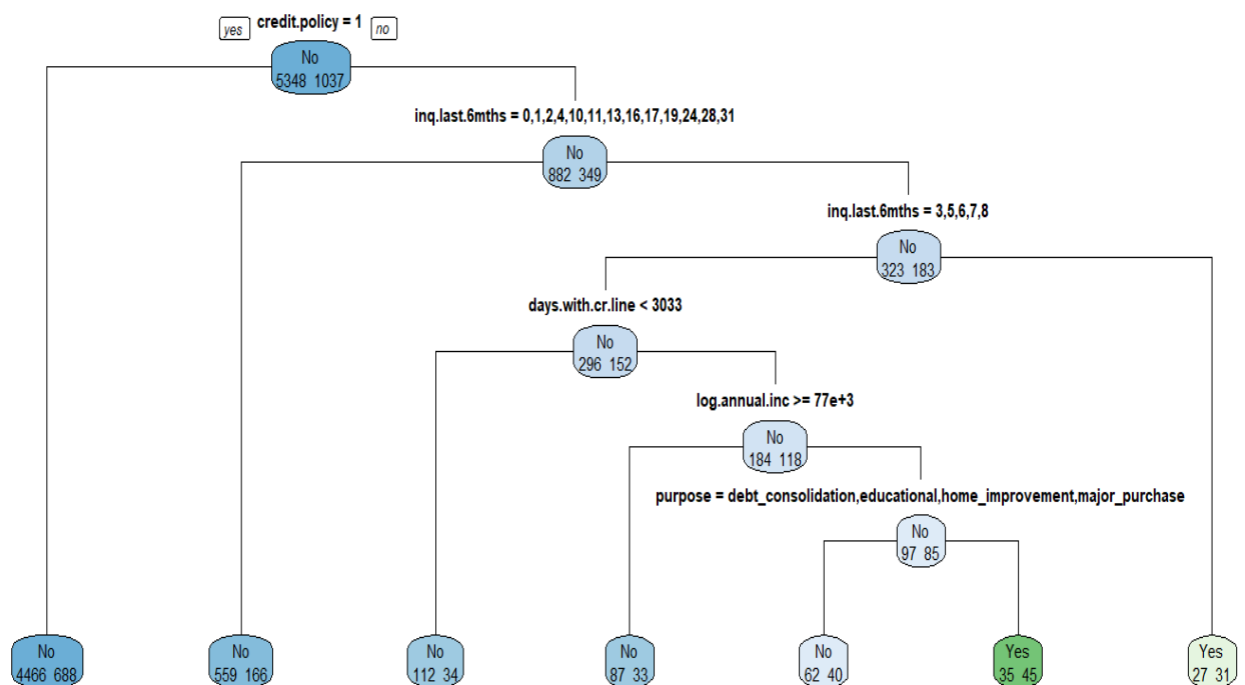 credit.policy = 1
yes
no
No
5348 1037
inq.last.6mths = 0,1,2,4,10,11,13,16,17,19,24,28,31
No
882 349
inq.last.6mths = 3,5,6,7,8
No
323 183
days.with.cr.line < 3033
No
296 152
log.annual.inc >= 77e+3
No
184 118
purpose = debt_consolidation,educational,home_improvement,major_purchase
No
97 85
No
4466 688
No
559 166
No
112 34
No
87 33
No
62 40
Yes
35 45
Yes
27 31